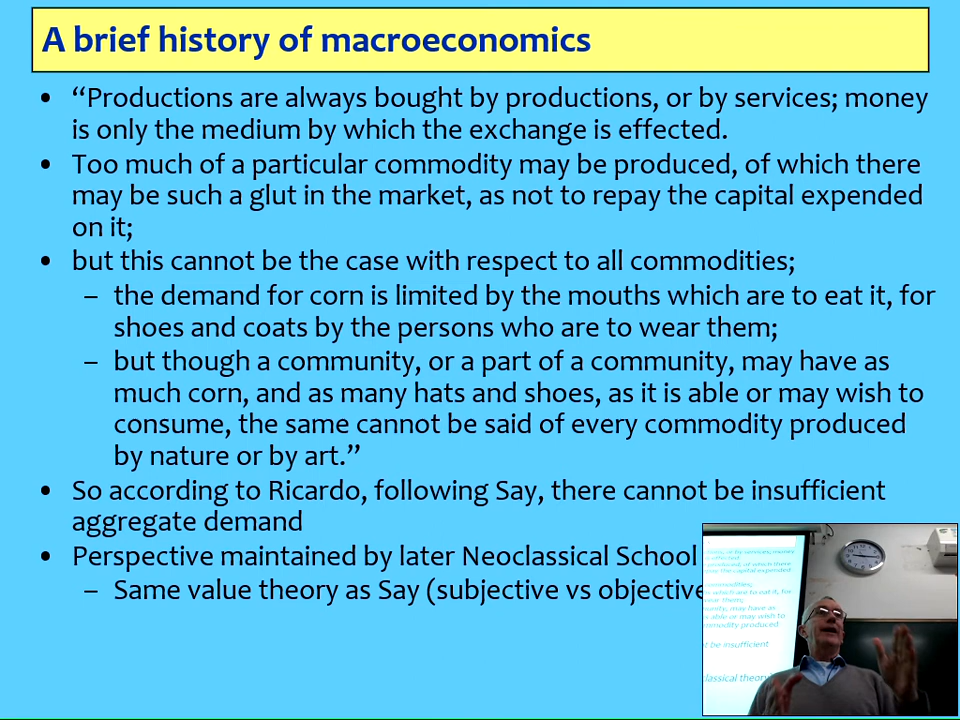 A brief history of macroeconomics
• “Productions are always bought by productions, or by services; money
is only the medium by which the exchange is effected.
• Too much of a particular commodity may be produced, of which there
may be such a glut in the market, as not to repay the capital expended
on it;
• but this cannot be the case with respect to all commodities;
– the demand for corn is limited by the mouths which are to eat it, for
shoes and coats by the persons who are to wear them;
– but though a community, or a part of a community, may have as
much corn, and as many hats and shoes, as it is able or may wish to
consume, the same cannot be said of every commodity produced
by nature or by art.”
• So according to Ricardo, following Say, there cannot be insufficient
aggregate demand
• Perspective maintained by later Neoclassical School
– Same value theory as Say (subjective vs objective